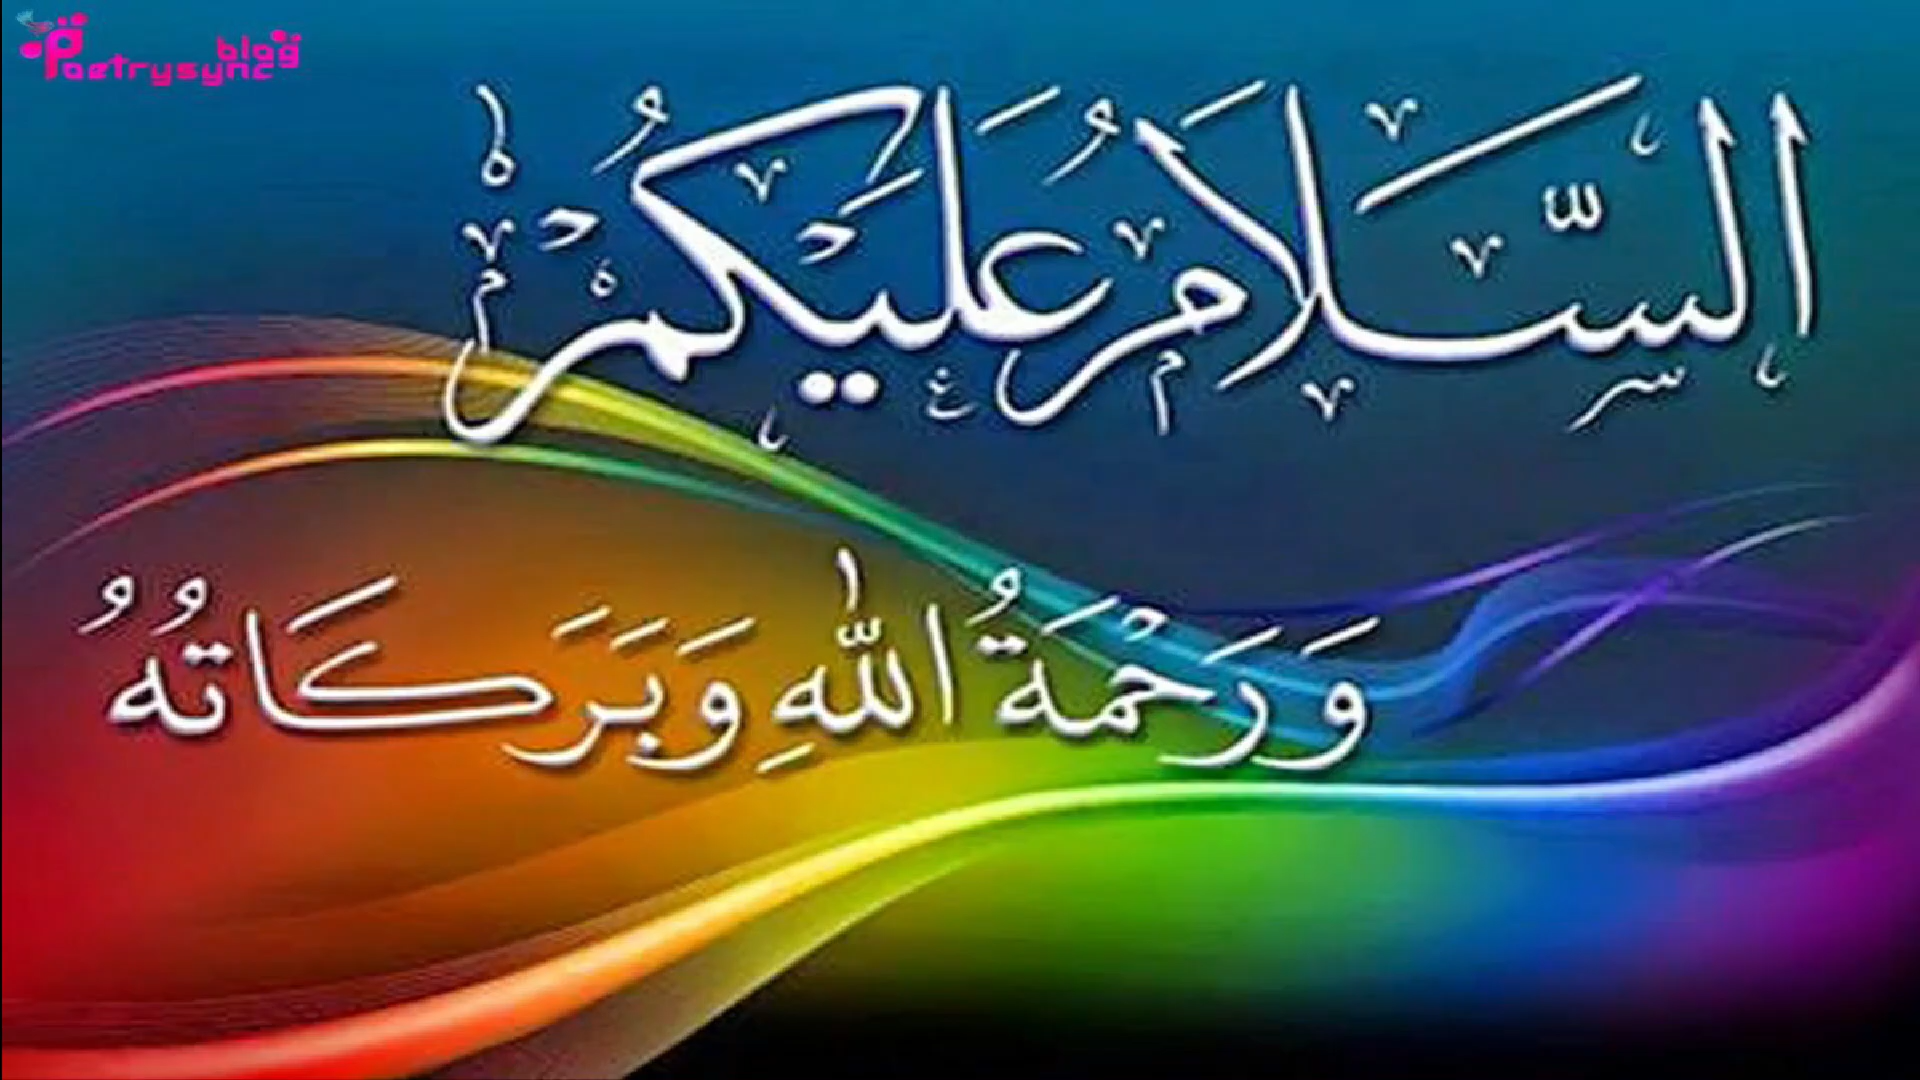 Poetrysync blog
السَّلَامُ عَلَيْكُمْ
وَرَحْمَةُ اللهِ وَبَرَكَاتُهُ